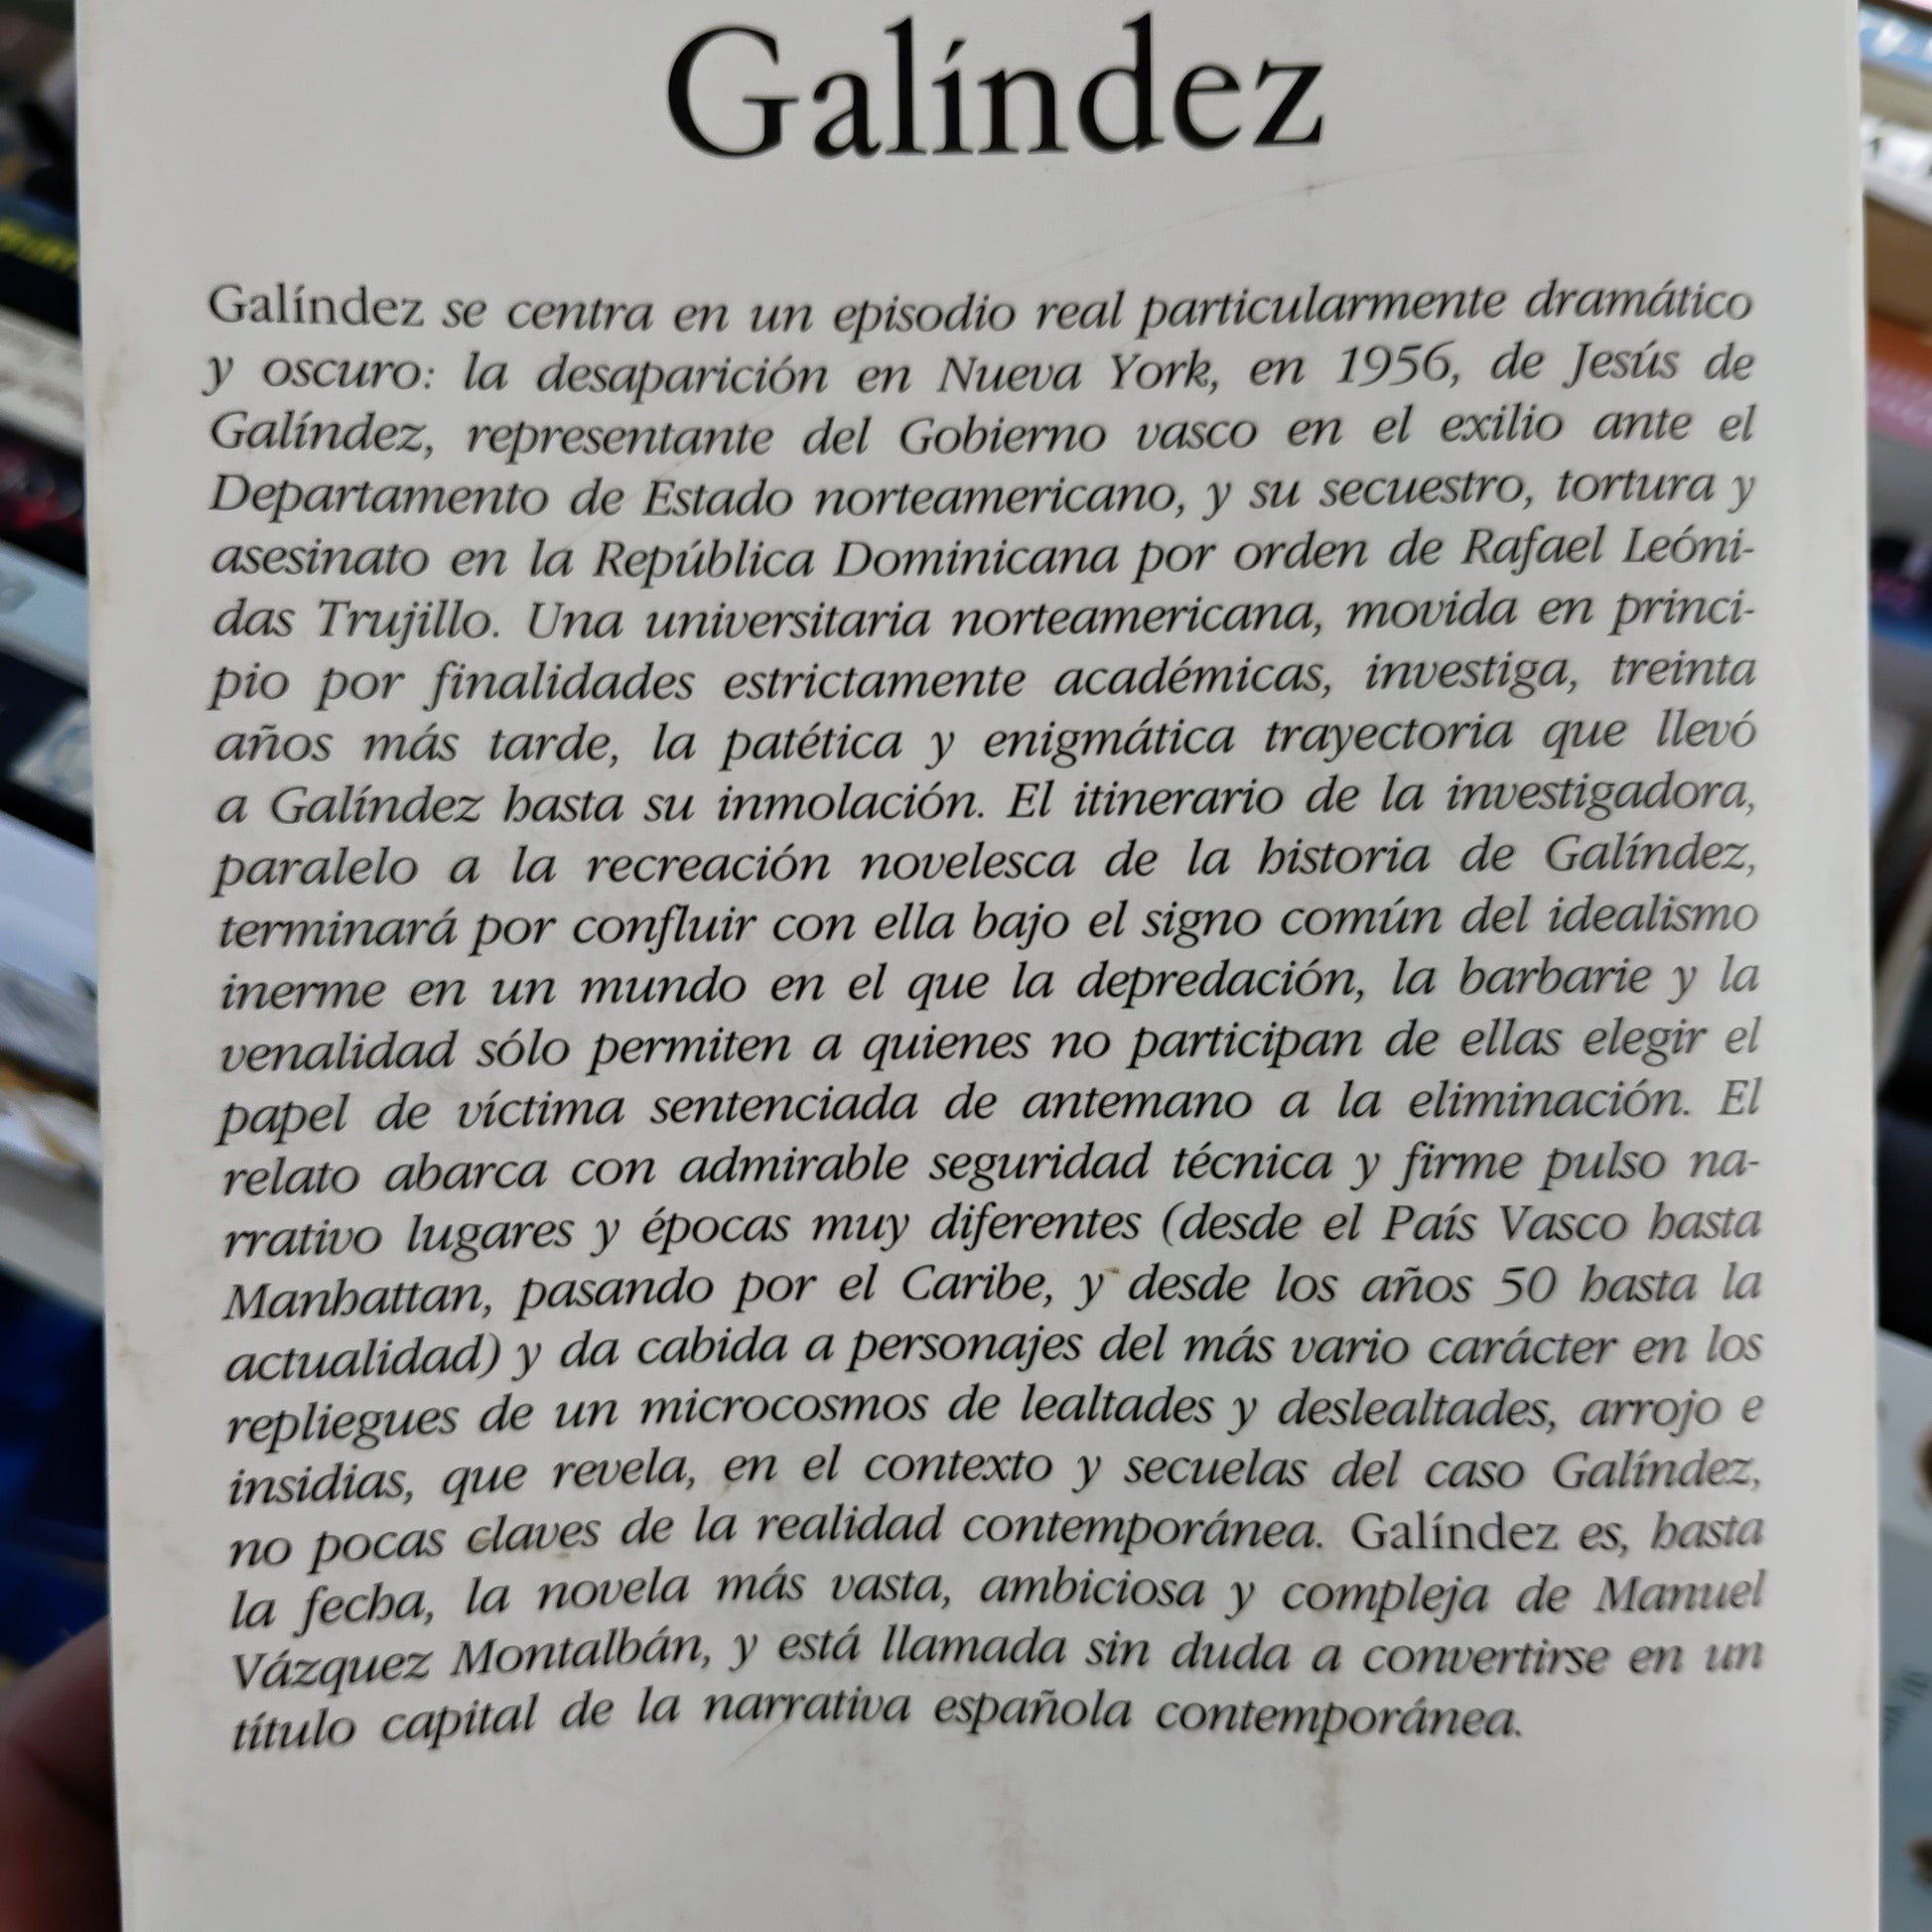 Galíndez
Galíndez se centra en un episodio real particularmente dramático
y oscuro: la desaparición en Nueva York, en 1956, de Jesús de
Galíndez, representante del Gobierno vasco en el exilio ante el
Departamento de Estado norteamericano, y su secuestro, tortura y
asesinato en la República Dominicana por orden de Rafael Leóni-
das Trujillo. Una universitaria norteamericana, movida en princi-
pio por finalidades estrictamente académicas, investiga, treinta
años más tarde, la patética y enigmática trayectoria que llevó
a Galíndez hasta su inmolación. El itinerario de la investigadora,
paralelo a la recreación novelesca de la historia de Galíndez,
terminará por confluir con ella bajo el signo común del idealismo
inerme en un mundo en el que la depredación, la barbarie y la
venalidad sólo permiten a quienes no participan de ellas elegir el
papel de víctima sentenciada de antemano a la eliminación. El
relato abarca con admirable seguridad técnica y firme pulso na-
rrativo lugares y épocas muy diferentes (desde el País Vasco hasta
Manhattan, pasando por el Caribe, y desde los años 50 hasta la
actualidad) y da cabida a personajes del más vario carácter en los
repliegues de un microcosmos de lealtades y deslealtades, arrojo e
insidias, que revela, en el contexto y secuelas del caso Galíndez,
no pocas claves de la realidad contemporánea. Galíndez es, hasta
la fecha, la novela más vasta, ambiciosa y compleja de Manuel
Vázquez Montalbán, y está llamada sin duda a convertirse en un
título capital de la narrativa española contemporánea.